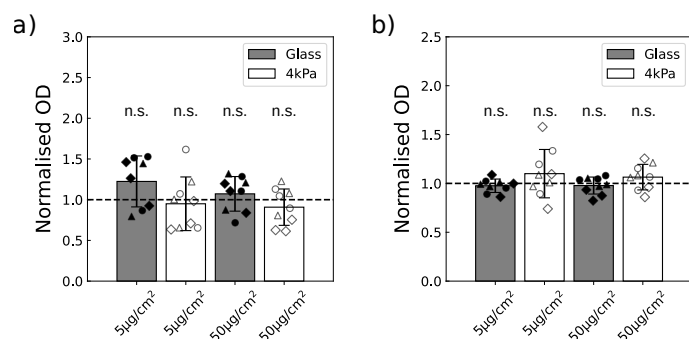 a)
Normalised OD
3.0
2.5
2.0
1.5
1.0
0.5
0.0
Glass
4kPa
n.s. n.s. n.s. n.s.
5μg/cm² 5μg/cm² 50μg/cm² 50μg/cm²
b)
Normalised OD
2.5
2.0
1.5
1.0
0.5
0.0
Glass
4kPa
n.s. n.s. n.s. n.s.
5μg/cm² 5μg/cm² 50μg/cm² 50μg/cm²